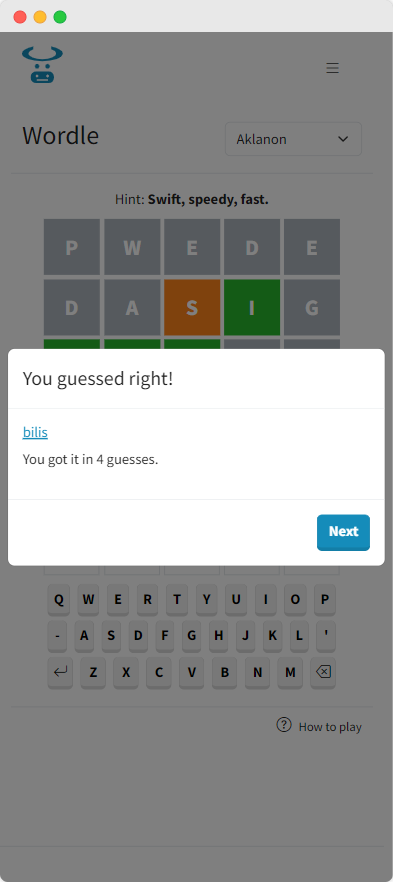 Wordle
Aklanon
Hint: Swift, speedy, fast.
P W E D E
D A S I G
You guessed right!
bilis
You got it in 4 guesses.
Next
Q W E R T Y U I O P
- A S D F G H J K L '
Z X C V B N M
How to play